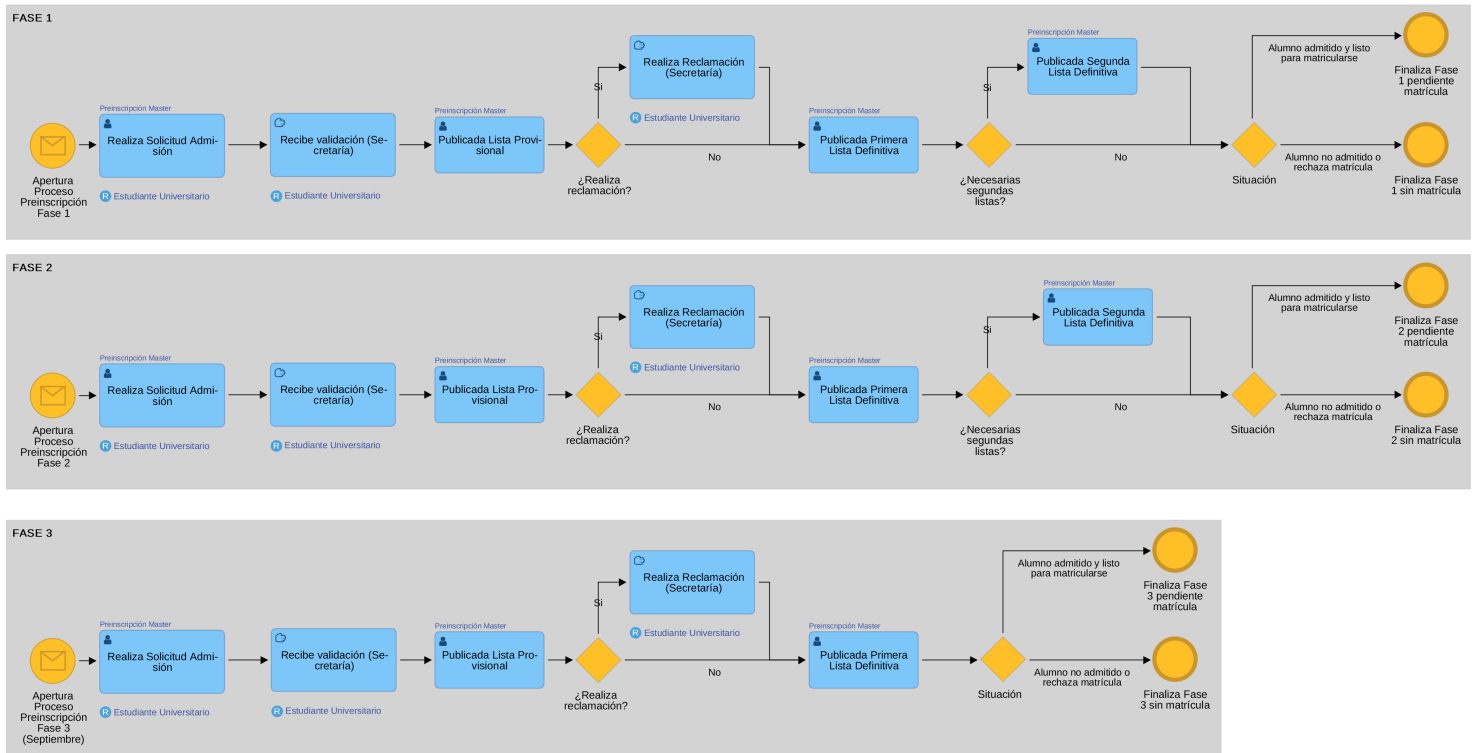 FASE 1
Apertura
Proceso
Preinscripción
Fase 1
Preinscripción Master
Realiza Solicitud Admi-
sión
R Estudiante Universitario
Recibe validación (Se-
cretaría)
R Estudiante Universitario
Preinscripción Master
Publicada Lista Provi-
sional
¿Realiza
reclamación?
Si
No
Realiza Reclamación
(Secretaría)
R Estudiante Universitario
Preinscripción Master
Publicada Primera
Lista Definitiva
¿Necesarias
segundas
listas?
Si
No
Preinscripción Master
Publicada Segunda
Lista Definitiva
Situación
Alumno admitido y listo
para matricularse
Finaliza Fase
1 pendiente
matrícula
Alumno no admitido o
rechaza matrícula
Finaliza Fase
1 sin matrícula
FASE 2
Apertura
Proceso
Preinscripción
Fase 2
Preinscripción Master
Realiza Solicitud Admi-
sión
R Estudiante Universitario
Recibe validación (Se-
cretaría)
R Estudiante Universitario
Preinscripción Master
Publicada Lista Pro-
visional
¿Realiza
reclamación?
Si
No
Realiza Reclamación
(Secretaría)
R Estudiante Universitario
Preinscripción Master
Publicada Primera
Lista Definitiva
¿Necesarias
segundas
listas?
Si
No
Preinscripción Master
Publicada Segunda
Lista Definitiva
Situación
Alumno admitido y listo
para matricularse
Finaliza Fase
2 pendiente
matrícula
Alumno no admitido o
rechaza matrícula
Finaliza Fase
2 sin matrícula
FASE 3
Apertura
Proceso
Preinscripción
Fase 3
(Septiembre)
Preinscripción Master
Realiza Solicitud Admi-
sión
R Estudiante Universitario
Recibe validación (Se-
cretaría)
R Estudiante Universitario
Preinscripción Master
Publicada Lista Pro-
visional
¿Realiza
reclamación?
Si
No
Realiza Reclamación
(Secretaría)
R Estudiante Universitario
Preinscripción Master
Publicada Primera
Lista Definitiva
Situación
Alumno admitido y listo
para matricularse
Finaliza Fase
3 pendiente
matrícula
Alumno no admitido o
rechaza matrícula
Finaliza Fase
3 sin matrícula